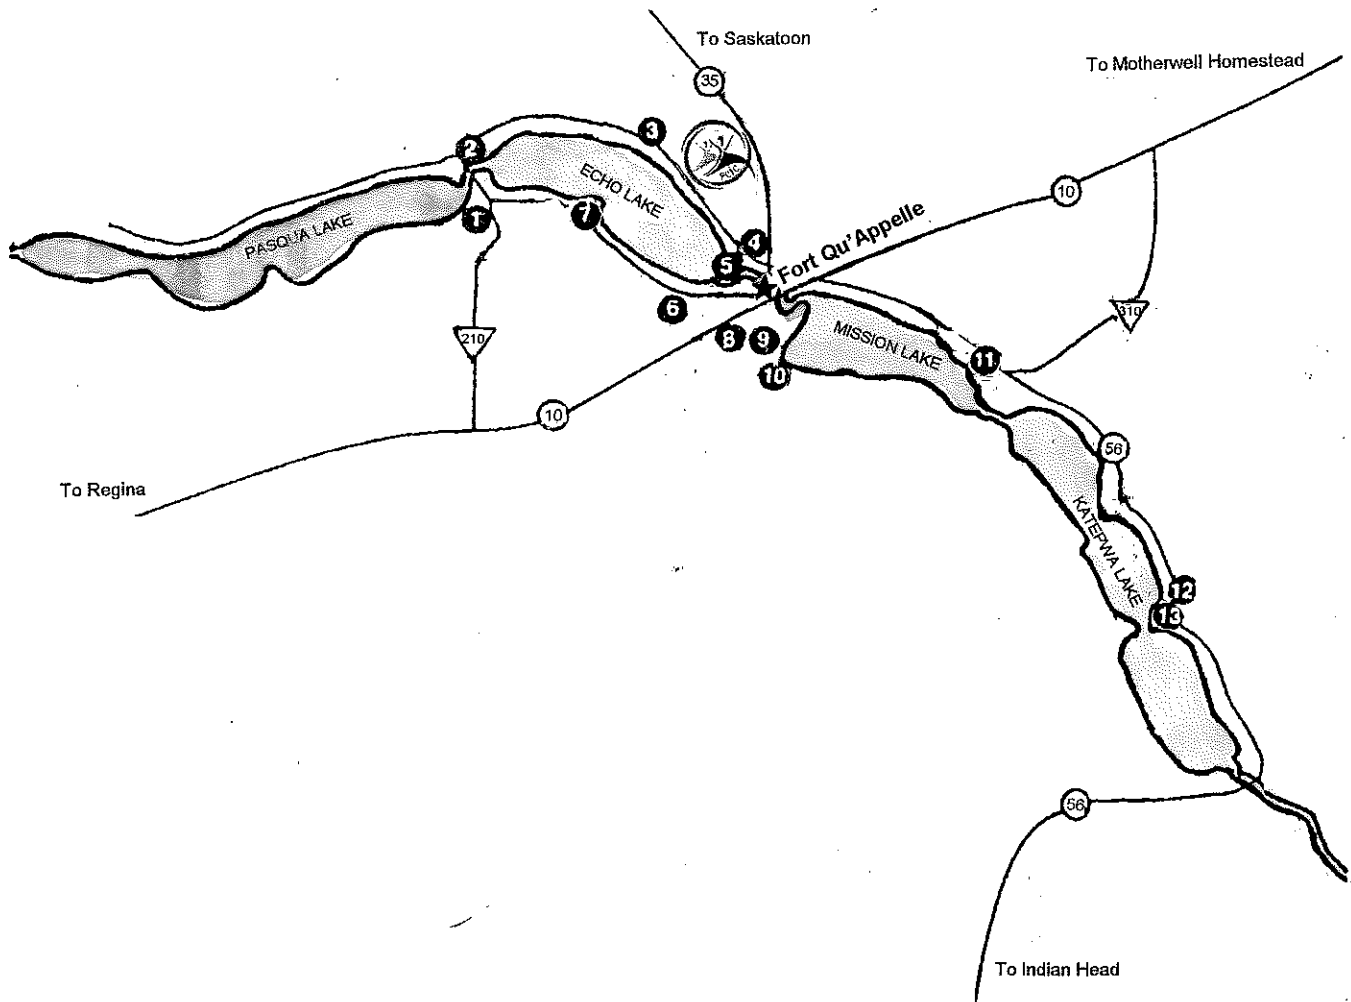 To Saskatoon
To Motherwell Homestead
35
3
2
ECHO LAKE
10
PASQUA LAKE
1
7
4
5
Fort Qu'Appelle
6
210
8
9
10
MISSION LAKE
11
310
10
56
To Regina
KATEPWA LAKE
12
13
56
To Indian Head